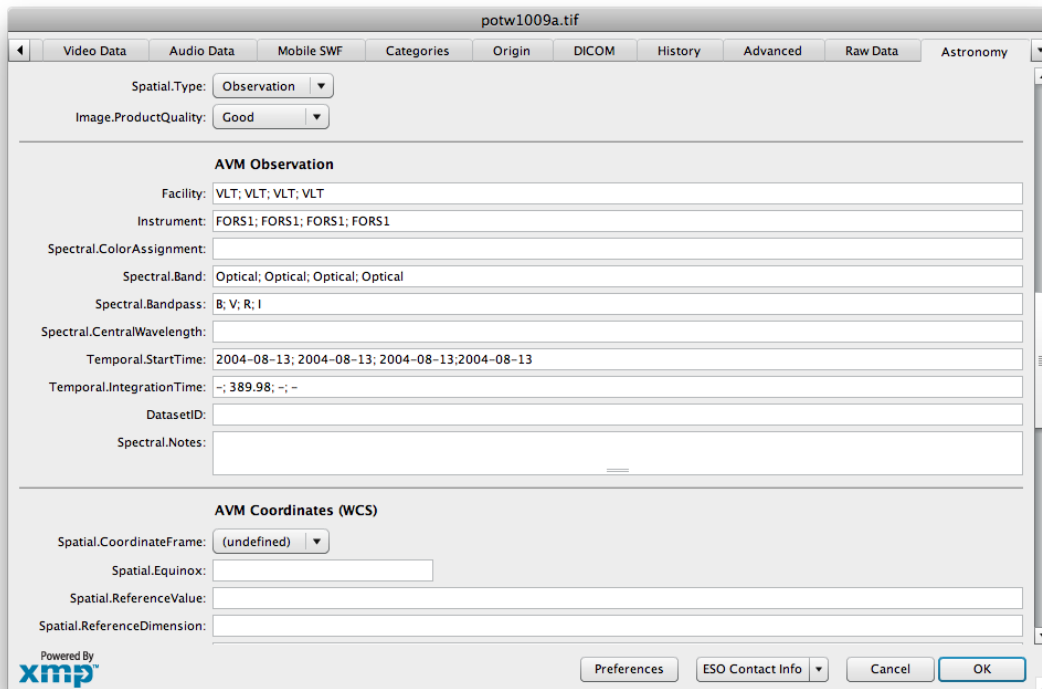 potw1009a.tif
Video Data Audio Data Mobile SWF Categories Origin DICOM History Advanced Raw Data Astronomy
Spatial.Type: Observation
Image.ProductQuality: Good
AVM Observation
Facility: VLT; VLT; VLT; VLT
Instrument: FORS1; FORS1; FORS1; FORS1
Spectral.ColorAssignment:
Spectral.Band: Optical; Optical; Optical; Optical
Spectral.Bandpass: B; V; R; I
Spectral.CentralWavelength:
Temporal.StartTime: 2004-08-13; 2004-08-13; 2004-08-13;2004-08-13
Temporal.IntegrationTime: -; 389.98; -; -
DatasetID:
Spectral.Notes:
AVM Coordinates (WCS)
Spatial.CoordinateFrame: (undefined)
Spatial.Equinox:
Spatial.ReferenceValue:
Spatial.ReferenceDimension:
Powered By
xmp™
Preferences ESO Contact Info Cancel OK